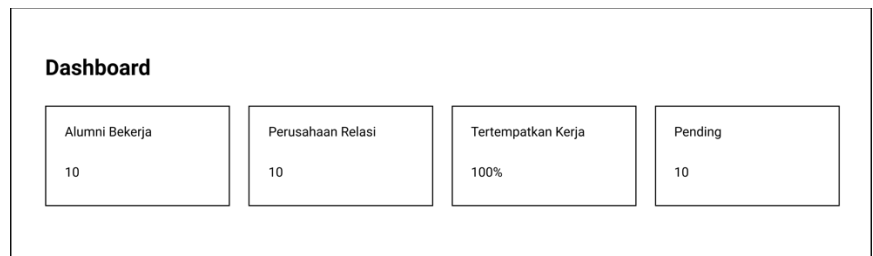 Dashboard
Alumni Bekerja
10
Perusahaan Relasi
10
Tertempatkan Kerja
100%
Pending
10